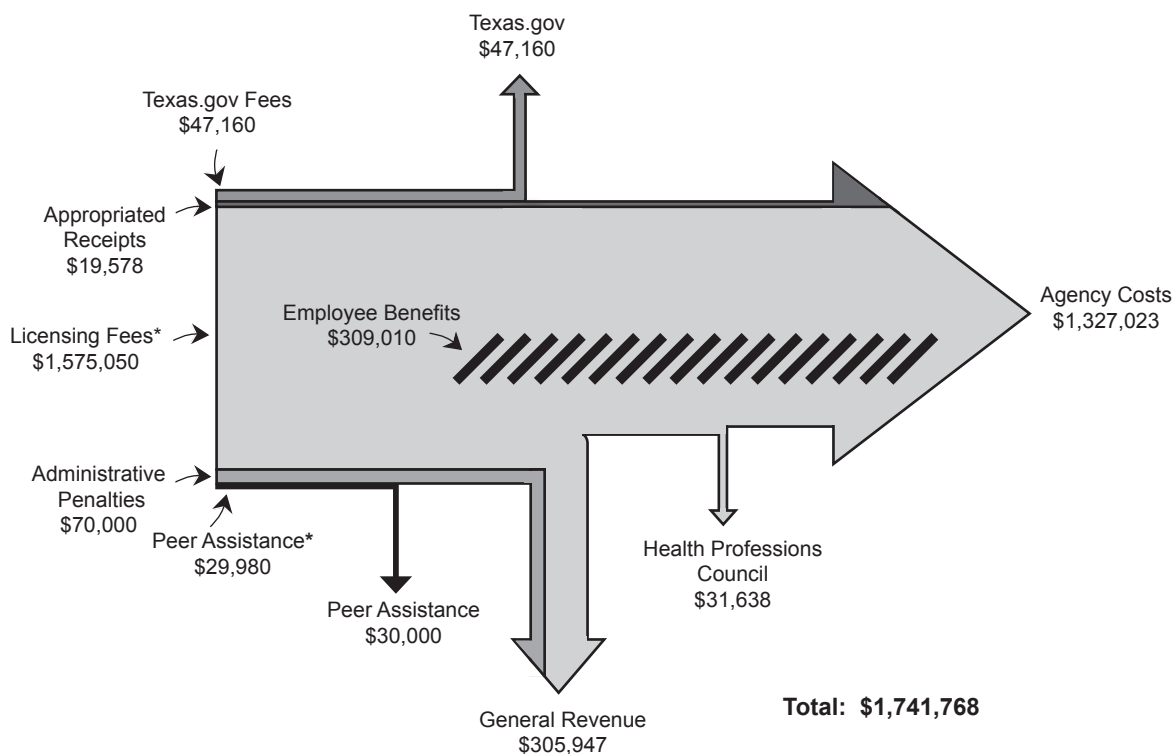 Texas.gov
$47,160
Texas.gov Fees
$47,160
Appropriated
Receipts
$19,578
Licensing Fees*
$1,575,050
Employee Benefits
$309,010
Agency Costs
$1,327,023
Administrative
Penalties
$70,000
Peer Assistance*
$29,980
Peer Assistance
$30,000
Health Professions
Council
$31,638
General Revenue
$305,947
Total: $1,741,768